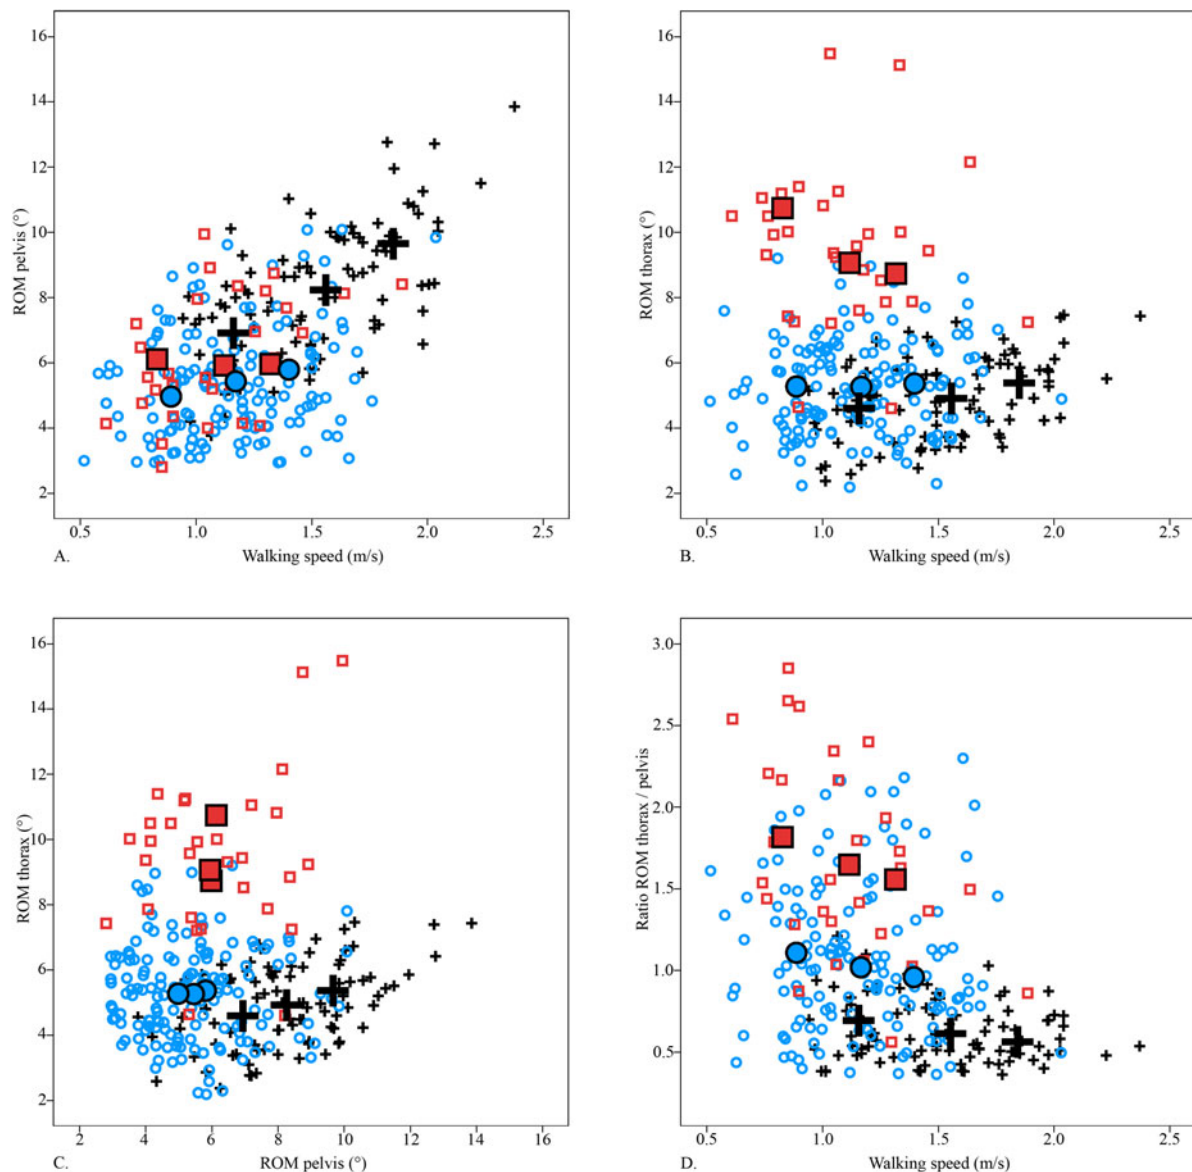 16
14
12
10
8
6
4
2
ROM pelvis (°)
0.5 1.0 1.5 2.0 2.5
A. Walking speed (m/s)
16
14
12
10
8
6
4
2
ROM thorax (°)
0.5 1.0 1.5 2.0 2.5
B. Walking speed (m/s)
16
14
12
10
8
6
4
2
ROM thorax (°)
2 4 6 8 10 12 14 16
C. ROM pelvis (°)
3.0
2.5
2.0
1.5
1.0
0.5
Ratio ROM thorax / pelvis
0.5 1.0 1.5 2.0 2.5
D. Walking speed (m/s)